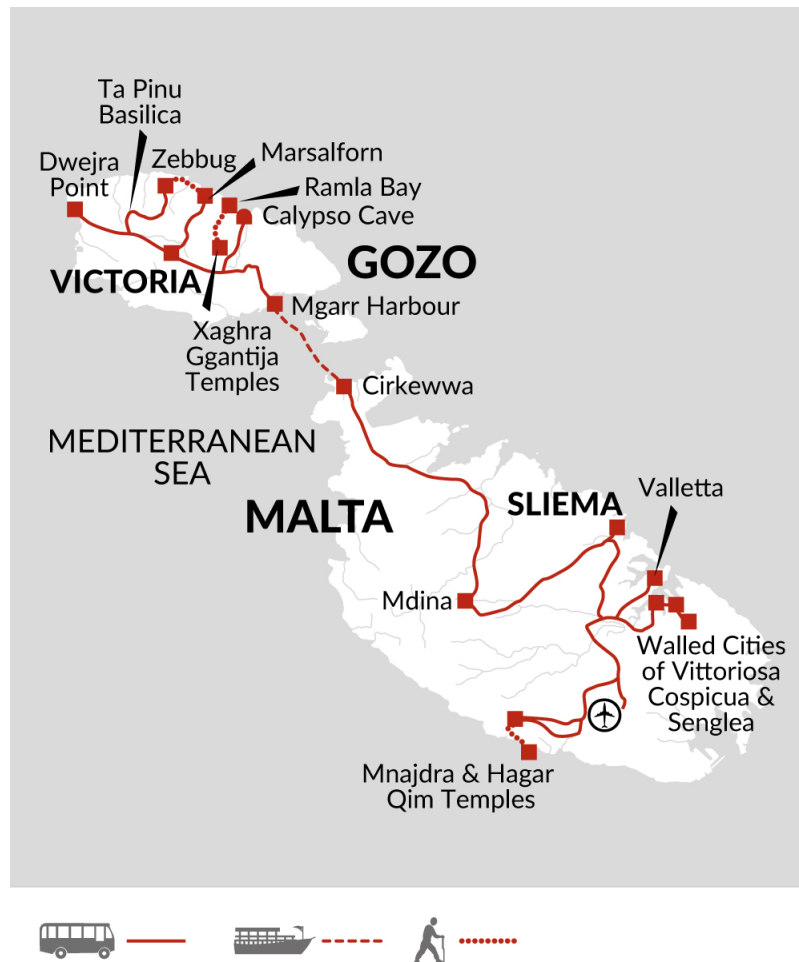 Ta Pinu
Basilica
Dwejra
Point
Zebbug
Marsalforn
Ramla Bay
Calypso Cave
GOZO
VICTORIA
Mgarr Harbour
Xaghra
Ggantija
Temples
Cirkewwa
MEDITERRANEAN
SEA
MALTA
SLIEMA
Valletta
Mdina
Walled Cities
of Vittoriosa
Cospicua &
Senglea
Mnajdra & Hagar
Qim Temples